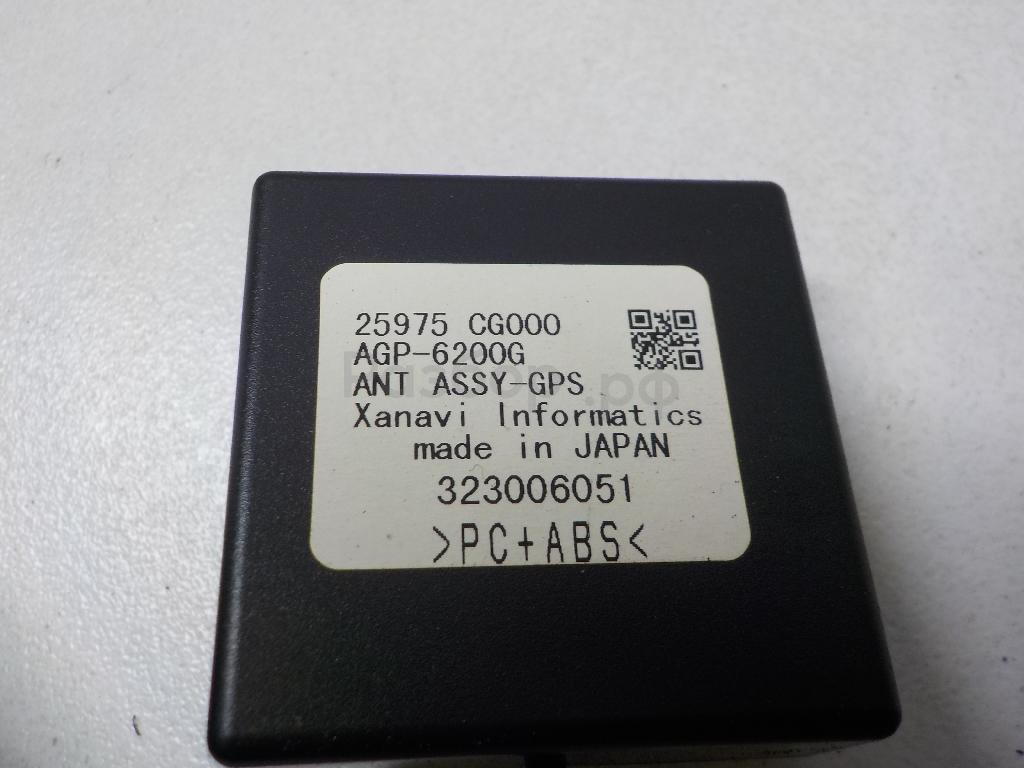 25975 CG000
AGP-6200G
ANT ASSY-GPS
Xanavi Informatics
made in JAPAN
323006051
>PC+ABS<